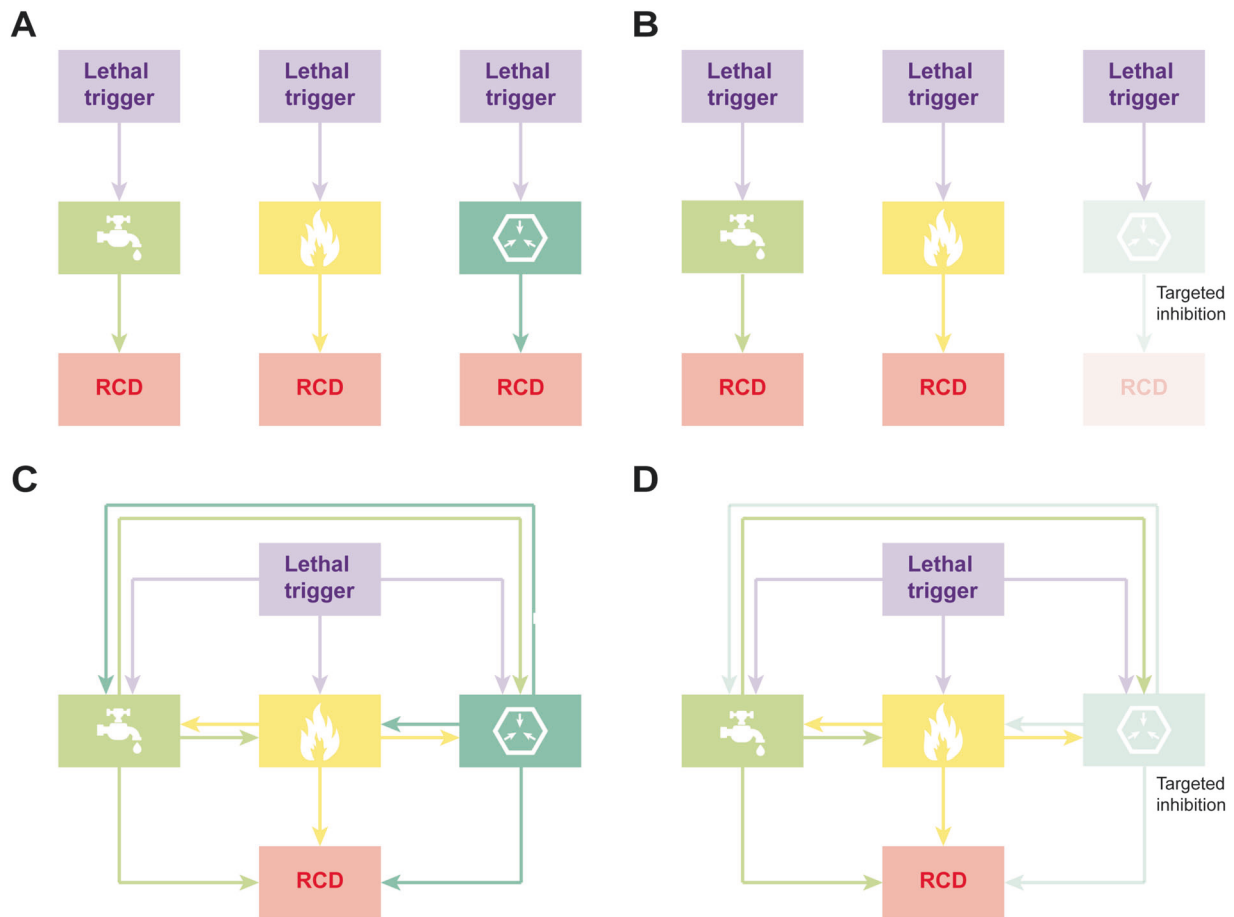 A
Lethal
trigger
Lethal
trigger
Lethal
trigger
RCD
RCD
RCD
B
Lethal
trigger
Lethal
trigger
Lethal
trigger
Targeted
inhibition
RCD
RCD
RCD
C
Lethal
trigger
RCD
D
Lethal
trigger
Targeted
inhibition
RCD